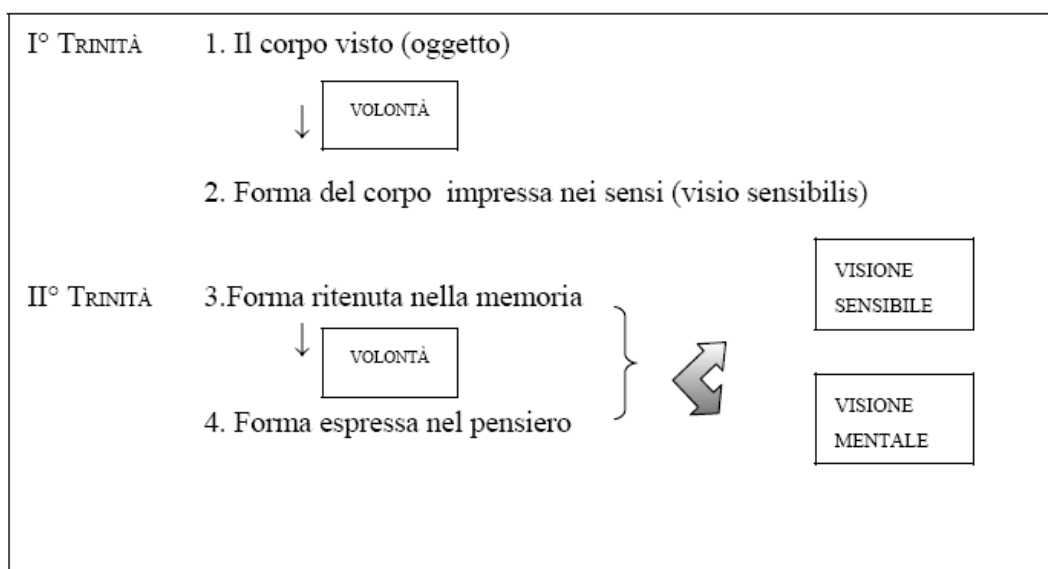 I° TRINITÀ 1. Il corpo visto (oggetto)
↓ VOLONTÀ
2. Forma del corpo impressa nei sensi (visio sensibilis)
VISIONE
SENSIBILE
II° TRINITÀ 3.Forma ritenuta nella memoria
↓ VOLONTÀ
4. Forma espressa nel pensiero
VISIONE
MENTALE